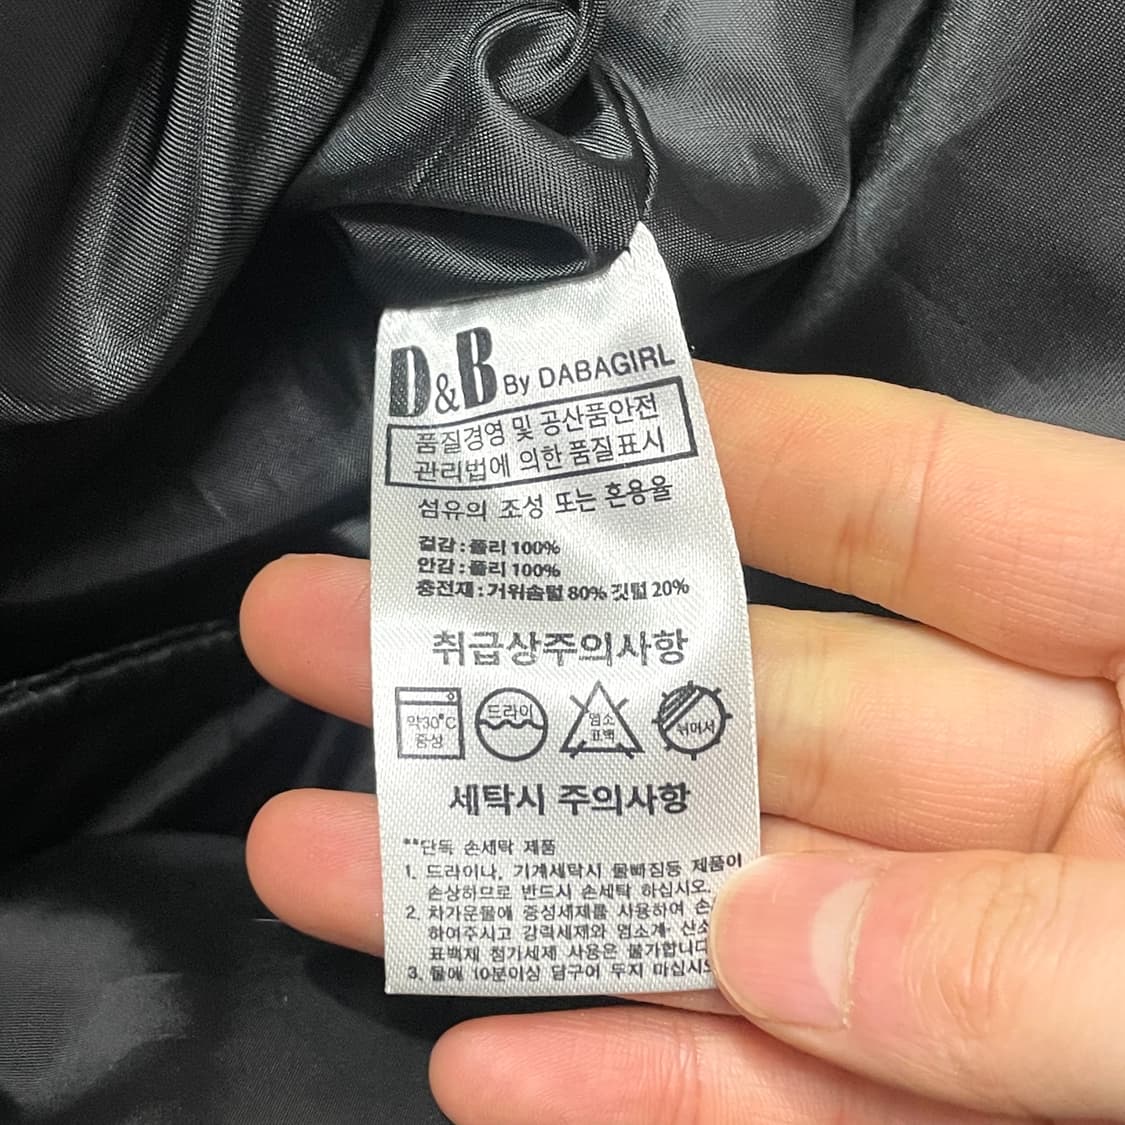 D&B By DABAGIRL
품질경영 및 공산품안전
관리법에 의한 품질표시
섬유의 조성 또는 혼용율
겉감 : 폴리 100%
안감 : 폴리 100%
충전재 : 거위솜털 80% 깃털 20%
취급상주의사항
약30°C
중성
드라이
염소
표백
뉘어서
세탁시 주의사항
**단독 손세탁 제품
1. 드라이나, 기계세탁시 물빠짐등 제품이
손상하므로 반드시 손세탁 하십시오.
2. 차가운물에 중성세제를 사용하여 손
하여주시고 강력세제와 염소계· 산소
표백제 첨가세제 사용은 불가합니다
3. 물에 10분이상 담구어 두지 마십시오